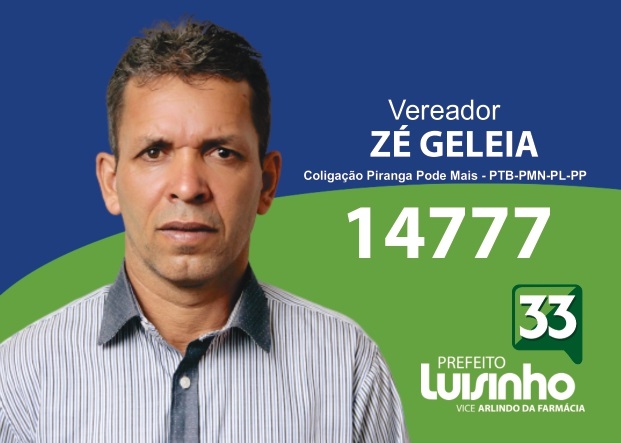 Vereador
ZÉ GELEIA
Coligação Piranga Pode Mais - PTB-PMN-PL-PP
14777
33
PREFEITO
Luisinho
VICE ARLINDO DA FARMÁCIA